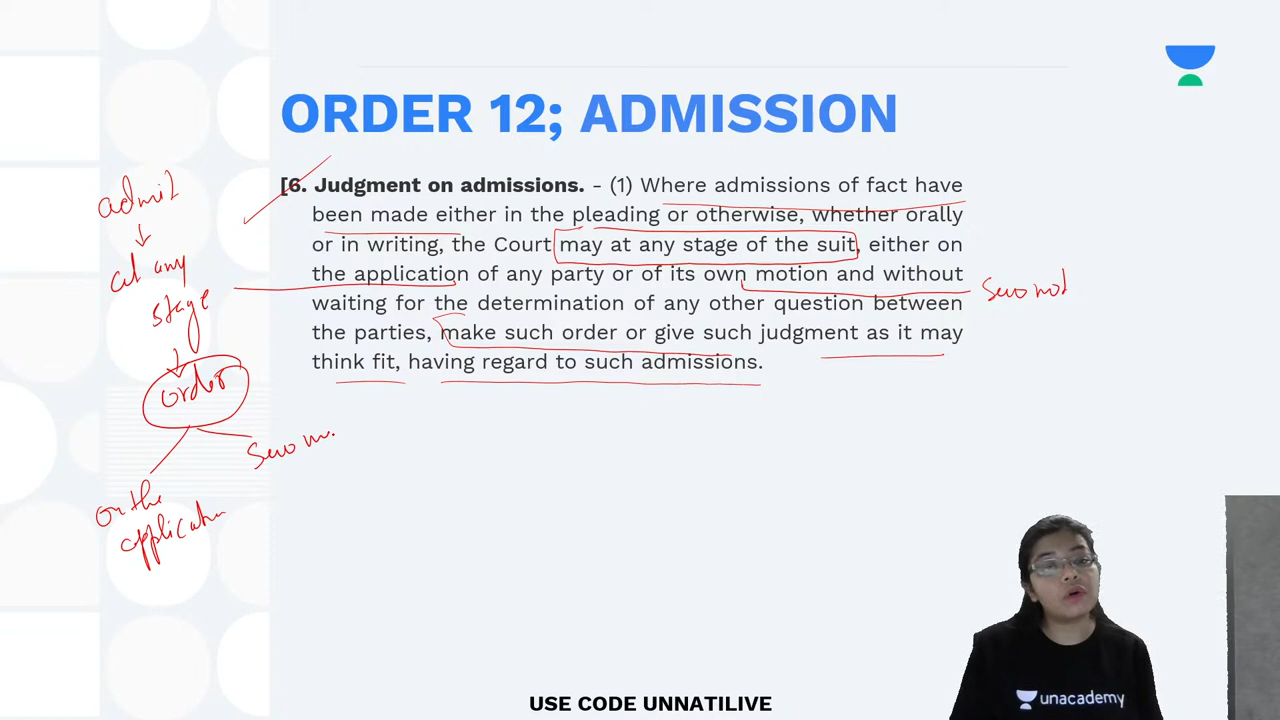 ORDER 12; ADMISSION
[6. Judgment on admissions. - (1) Where admissions of fact have
been made either in the pleading or otherwise, whether orally
or in writing, the Court may at any stage of the suit, either on
the application of any party or of its own motion and without
waiting for the determination of any other question between
the parties, make such order or give such judgment as it may
think fit, having regard to such admissions.
admit
at any
stage
order
suo m.
on the
application
suo mot
unacademy
USE CODE UNNATILIVE